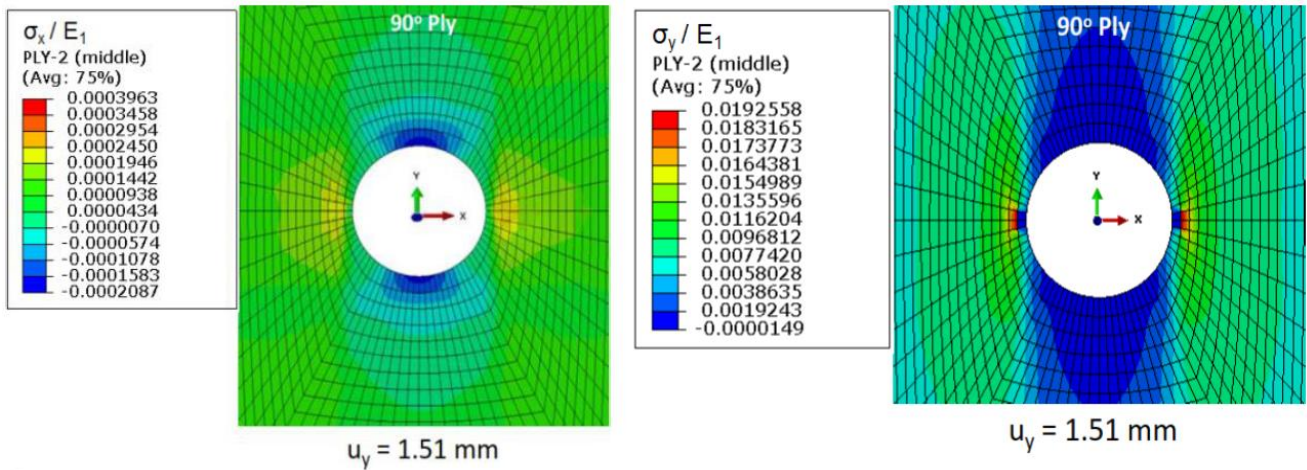 σx / E1
PLY-2 (middle)
(Avg: 75%)
0.0003963
0.0003458
0.0002954
0.0002450
0.0001946
0.0001442
0.0000938
0.0000434
-0.0000070
-0.0000574
-0.0001078
-0.0001583
-0.0002087
90o Ply
Y
X
uy = 1.51 mm
σy / E1
PLY-2 (middle)
(Avg: 75%)
0.0192558
0.0183165
0.0173773
0.0164381
0.0154989
0.0135596
0.0116204
0.0096812
0.0077420
0.0058028
0.0038635
0.0019243
-0.0000149
90o Ply
Y
X
uy = 1.51 mm